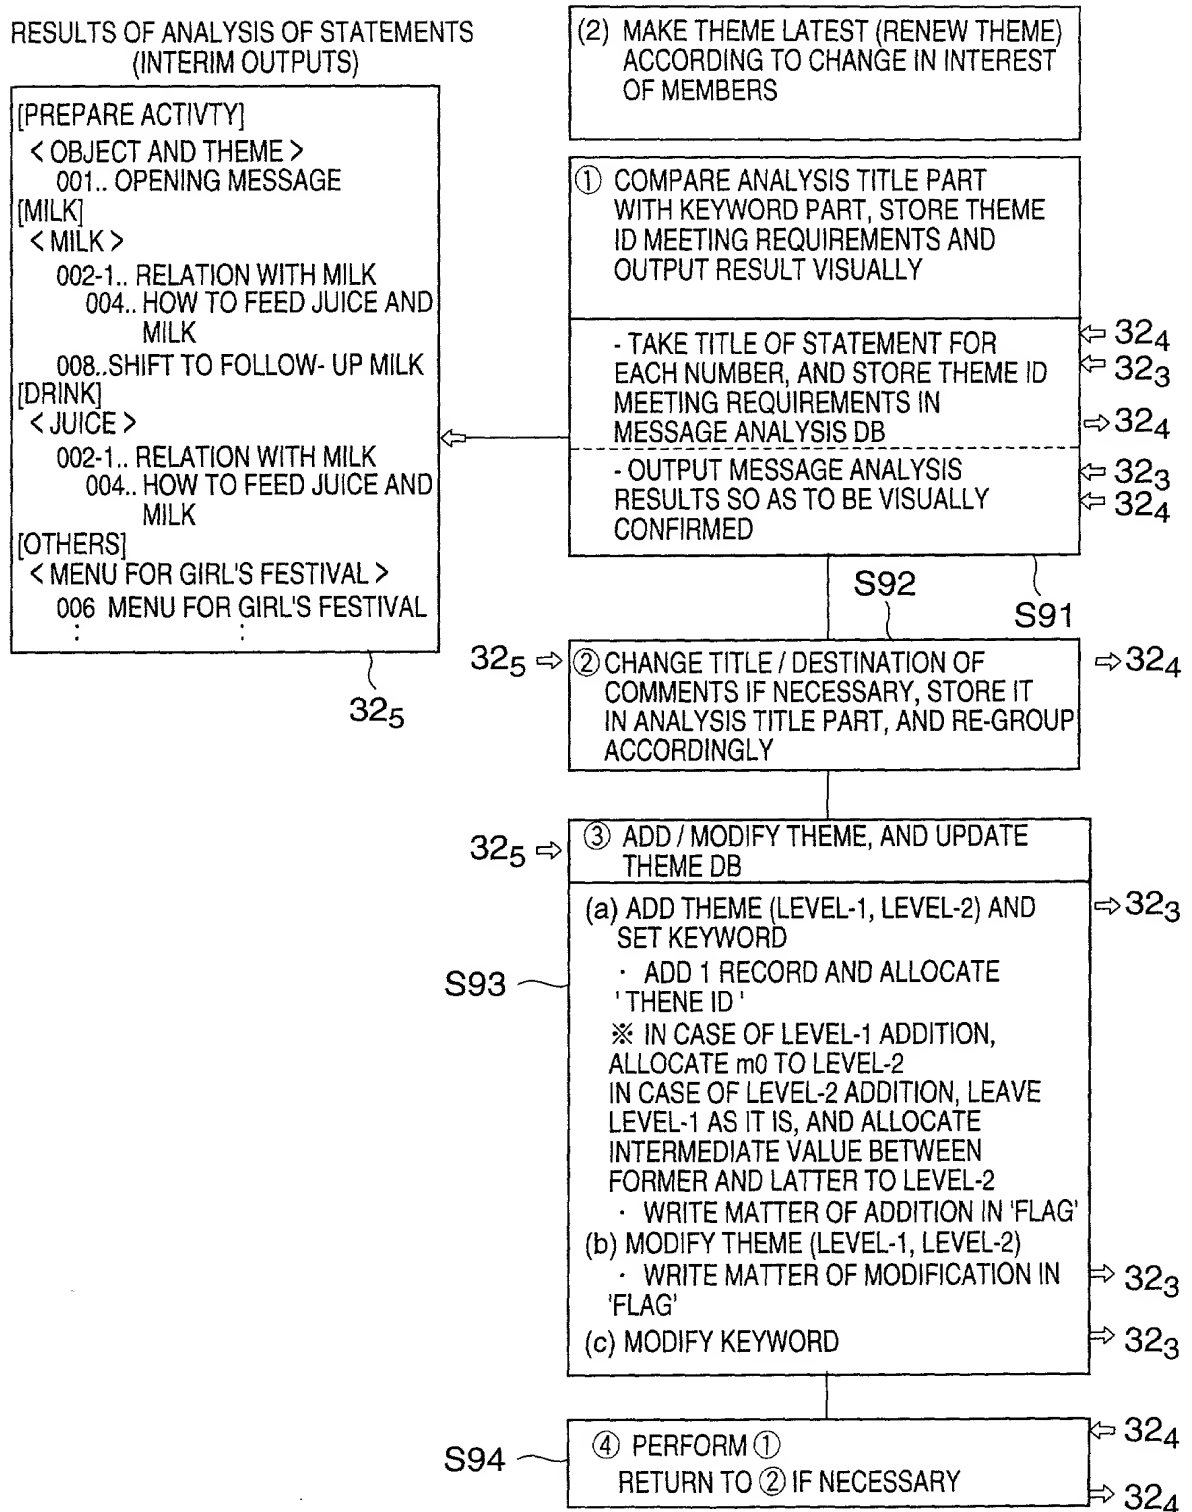 RESULTS OF ANALYSIS OF STATEMENTS
(INTERIM OUTPUTS)
[PREPARE ACTIVTY]
< OBJECT AND THEME >
001.. OPENING MESSAGE
[MILK]
< MILK >
002-1.. RELATION WITH MILK
004.. HOW TO FEED JUICE AND
MILK
008..SHIFT TO FOLLOW- UP MILK
[DRINK]
< JUICE >
002-1.. RELATION WITH MILK
004.. HOW TO FEED JUICE AND
MILK
[OTHERS]
< MENU FOR GIRL'S FESTIVAL >
006 MENU FOR GIRL'S FESTIVAL
: :
32₅
(2) MAKE THEME LATEST (RENEW THEME)
ACCORDING TO CHANGE IN INTEREST
OF MEMBERS
① COMPARE ANALYSIS TITLE PART
WITH KEYWORD PART, STORE THEME
ID MEETING REQUIREMENTS AND
OUTPUT RESULT VISUALLY
- TAKE TITLE OF STATEMENT FOR ⇦ 32₄
EACH NUMBER, AND STORE THEME ID ⇦ 32₃
MEETING REQUIREMENTS IN
MESSAGE ANALYSIS DB ⇨ 32₄
- OUTPUT MESSAGE ANALYSIS ⇦ 32₃
RESULTS SO AS TO BE VISUALLY ⇦ 32₄
CONFIRMED
S92
S91
32₅ ⇨ ② CHANGE TITLE / DESTINATION OF ⇨ 32₄
COMMENTS IF NECESSARY, STORE IT
IN ANALYSIS TITLE PART, AND RE-GROUP
ACCORDINGLY
32₅ ⇨ ③ ADD / MODIFY THEME, AND UPDATE
THEME DB
(a) ADD THEME (LEVEL-1, LEVEL-2) AND ⇨ 32₃
SET KEYWORD
· ADD 1 RECORD AND ALLOCATE
S93
' THENE ID '
※ IN CASE OF LEVEL-1 ADDITION,
ALLOCATE m0 TO LEVEL-2
IN CASE OF LEVEL-2 ADDITION, LEAVE
LEVEL-1 AS IT IS, AND ALLOCATE
INTERMEDIATE VALUE BETWEEN
FORMER AND LATTER TO LEVEL-2
· WRITE MATTER OF ADDITION IN 'FLAG'
(b) MODIFY THEME (LEVEL-1, LEVEL-2)
· WRITE MATTER OF MODIFICATION IN ⇨ 32₃
'FLAG'
(c) MODIFY KEYWORD ⇨ 32₃
④ PERFORM ① ⇦ 32₄
S94
RETURN TO ② IF NECESSARY ⇨ 32₄